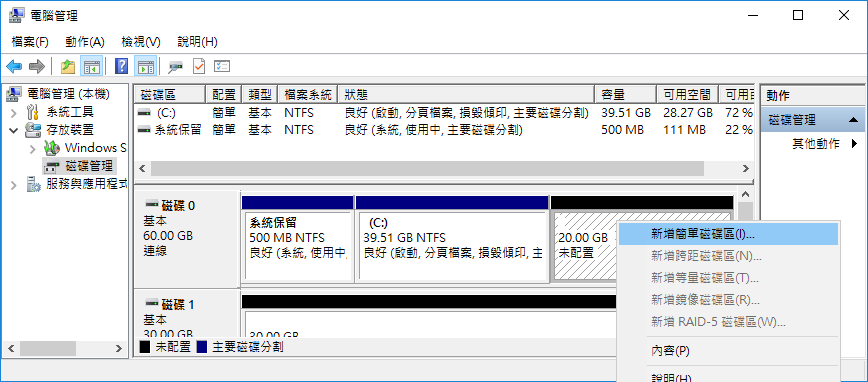 電腦管理
檔案(F) 動作(A) 檢視(V) 說明(H)
電腦管理 (本機)
系統工具
存放裝置
Windows S
磁碟管理
服務與應用程式
磁碟區 配置 類型 檔案系統 狀態 容量 可用空間 可用
(C:) 簡單 基本 NTFS 良好 (啟動, 分頁檔案, 損毀傾印, 主要磁碟分割) 39.51 GB 28.27 GB 72 %
系統保留 簡單 基本 NTFS 良好 (系統, 使用中, 主要磁碟分割) 500 MB 111 MB 22 %
磁碟 0
基本
60.00 GB
連線
系統保留
500 MB NTFS
良好 (系統, 使用中,
(C:)
39.51 GB NTFS
良好 (啟動, 分頁檔案, 損毀傾印, 主
20.00 GB
未配置
磁碟 1
基本
30.00 GB
30.00 GB
未配置 主要磁碟分割
動作
磁碟管理
其他動作
新增簡單磁碟區(I)...
新增跨距磁碟區(N)...
新增等量磁碟區(T)...
新增鏡像磁碟區(R)...
新增 RAID-5 磁碟區(W)...
內容(P)
說明(H)